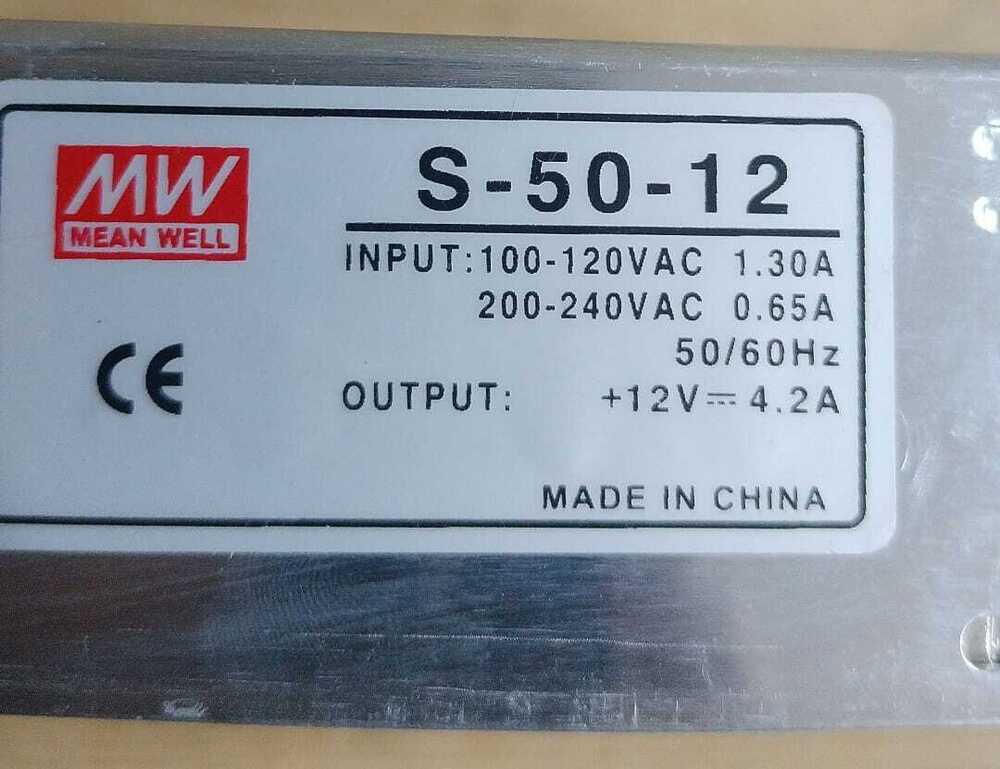 MW
MEAN WELL
S-50-12
INPUT:100-120VAC 1.30A
200-240VAC 0.65A
50/60Hz
CE
OUTPUT: +12V⎓4.2A
MADE IN CHINA